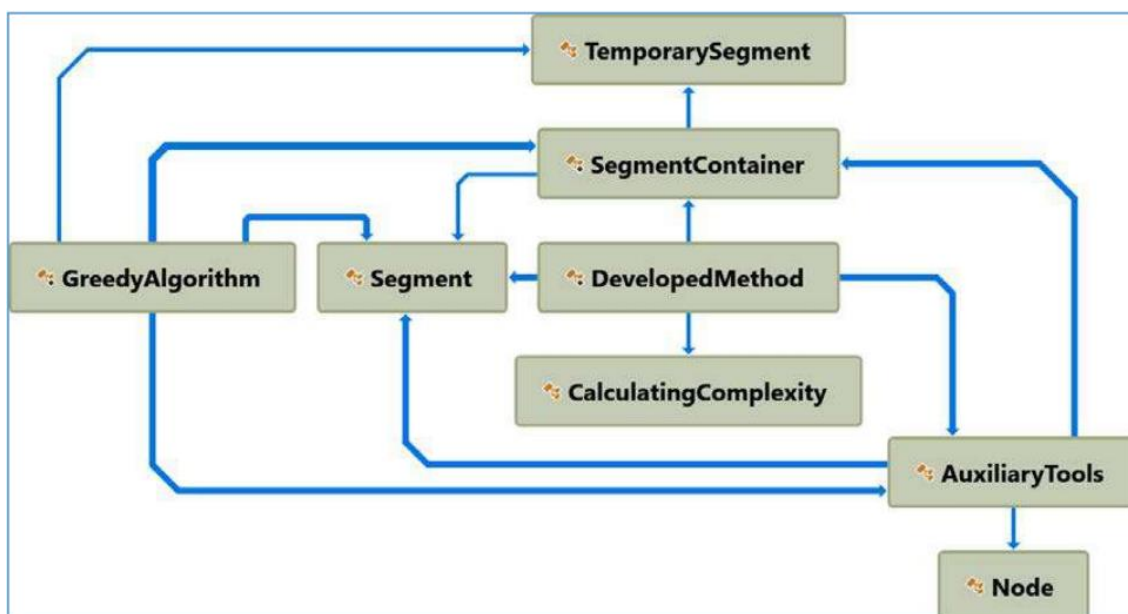 TemporarySegment
SegmentContainer
GreedyAlgorithm
Segment
DevelopedMethod
CalculatingComplexity
AuxiliaryTools
Node